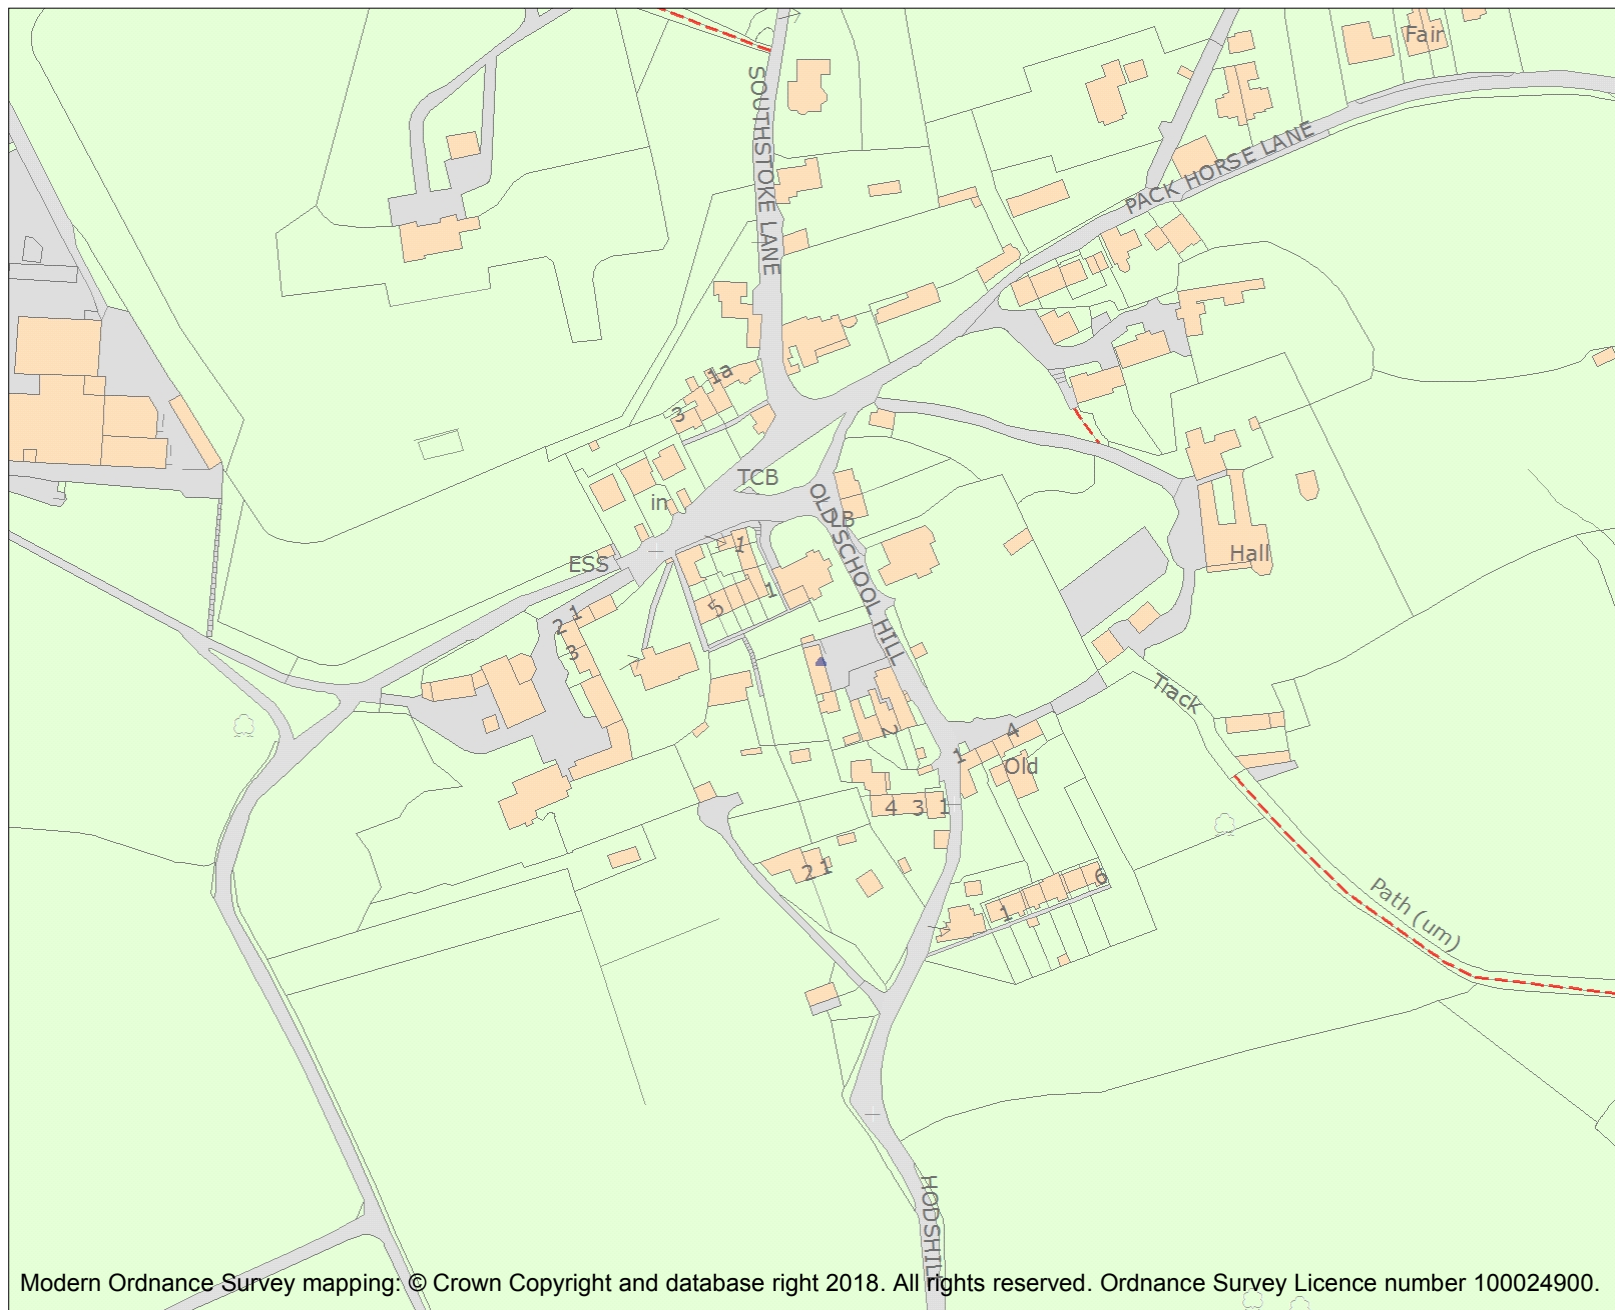 Fair
SOUTHSTOKE LANE
PACK HORSE LANE
1a
3
TCB
in
OLD SCHOOL HILL
LB
1
Hall
ESS
5
1
1
2
3
Track
2
4
1
Old
4 3 1
2 1
6
1
Path (um)
HODSHILL
Modern Ordnance Survey mapping: © Crown Copyright and database right 2018. All rights reserved. Ordnance Survey Licence number 100024900.